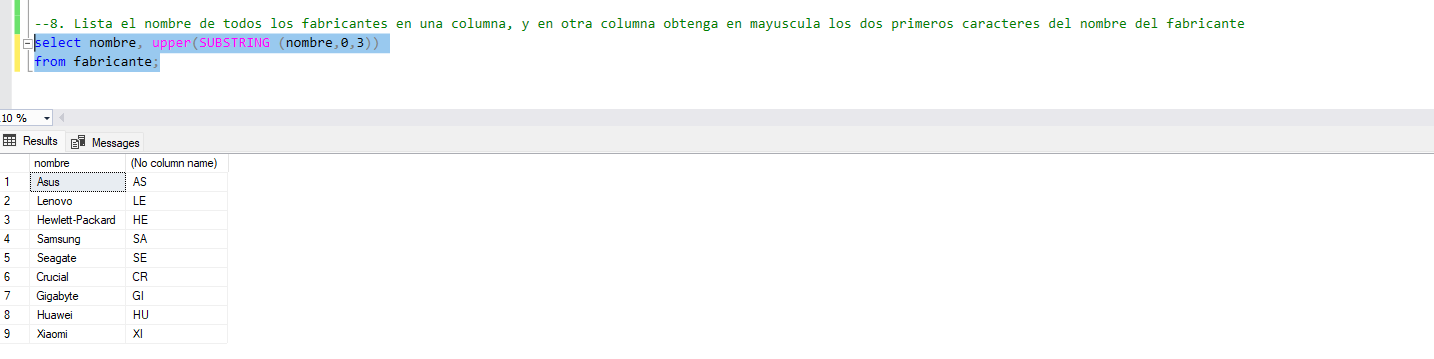 --8. Lista el nombre de todos los fabricantes en una columna, y en otra columna obtenga en mayuscula los dos primeros caracteres del nombre del fabricante
select nombre, upper(SUBSTRING (nombre,0,3))
from fabricante;
10 %
Results Messages
nombre (No column name)
1 Asus AS
2 Lenovo LE
3 Hewlett-Packard HE
4 Samsung SA
5 Seagate SE
6 Crucial CR
7 Gigabyte GI
8 Huawei HU
9 Xiaomi XI